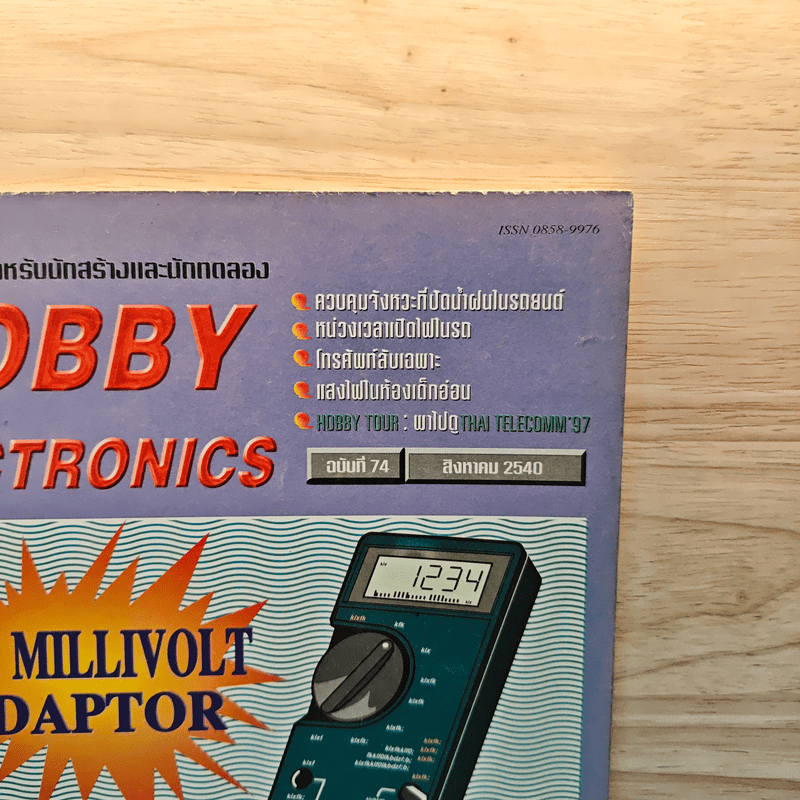 ISSN 0858-9976
หรับนักสร้างและนักทดลอง
OBBY
CTRONICS
ควบคุมจังหวะที่ปัดน้ำฝนในรถยนต์
หน่วงเวลาเปิดไฟในรถ
โทรศัพท์ลับเฉพาะ
แสงไฟในห้องเด็กอ่อน
HOBBY TOUR : พาไปดู THAI TELECOMM'97
ฉบับที่ 74 สิงหาคม 2540
MILLIVOLT
DAPTOR
1234